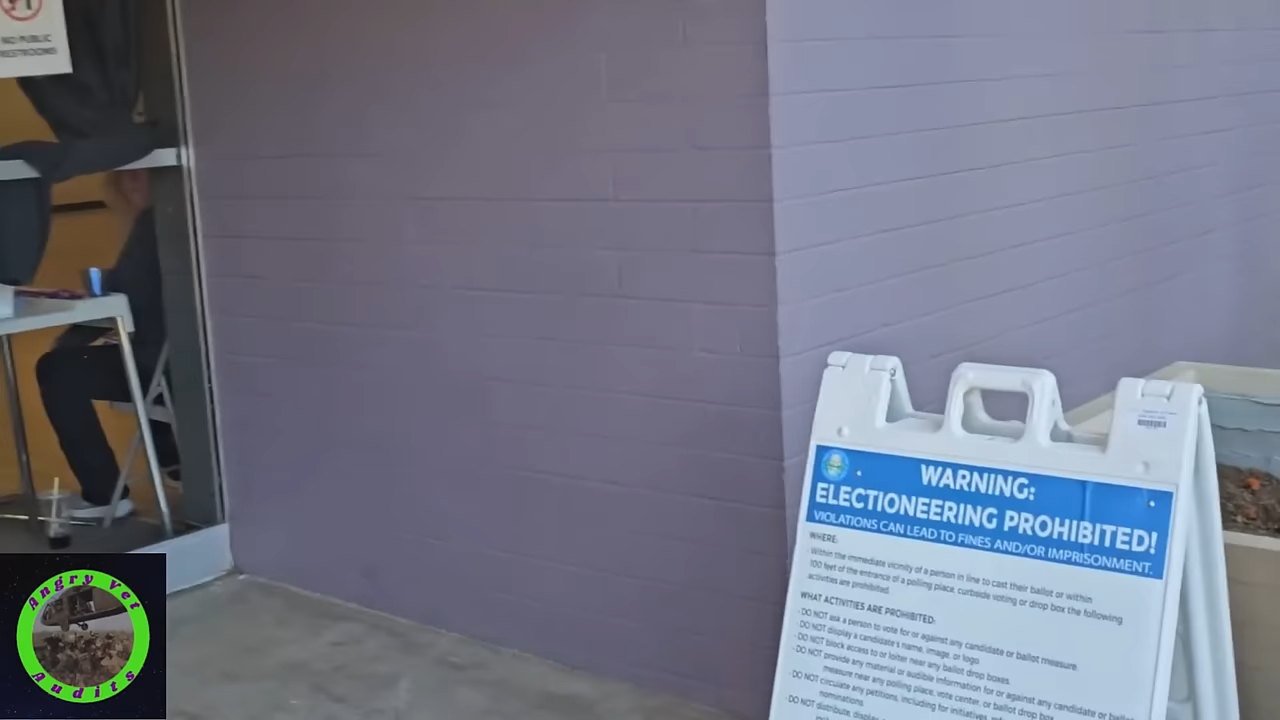 NO PUBLIC
RESTROOMS
WARNING:
ELECTIONEERING PROHIBITED!
VIOLATIONS CAN LEAD TO FINES AND/OR IMPRISONMENT.
WHERE:
· Within the immediate vicinity of a person in line to cast their ballot or within
100 feet of the entrance of a polling place, curbside voting or drop box the following
activities are prohibited.
WHAT ACTIVITIES ARE PROHIBITED:
· DO NOT ask a person to vote for or against any candidate or ballot measure.
· DO NOT display a candidate's name, image, or logo.
· DO NOT block access to or loiter near any ballot drop boxes.
· DO NOT provide any material or audible information for or against any candidate or ballot
measure near any polling place, vote center, or ballot drop box.
· DO NOT circulate any petitions, including for initiatives,
nominations
· DO NOT distribute, display
Angry Vet
Audits